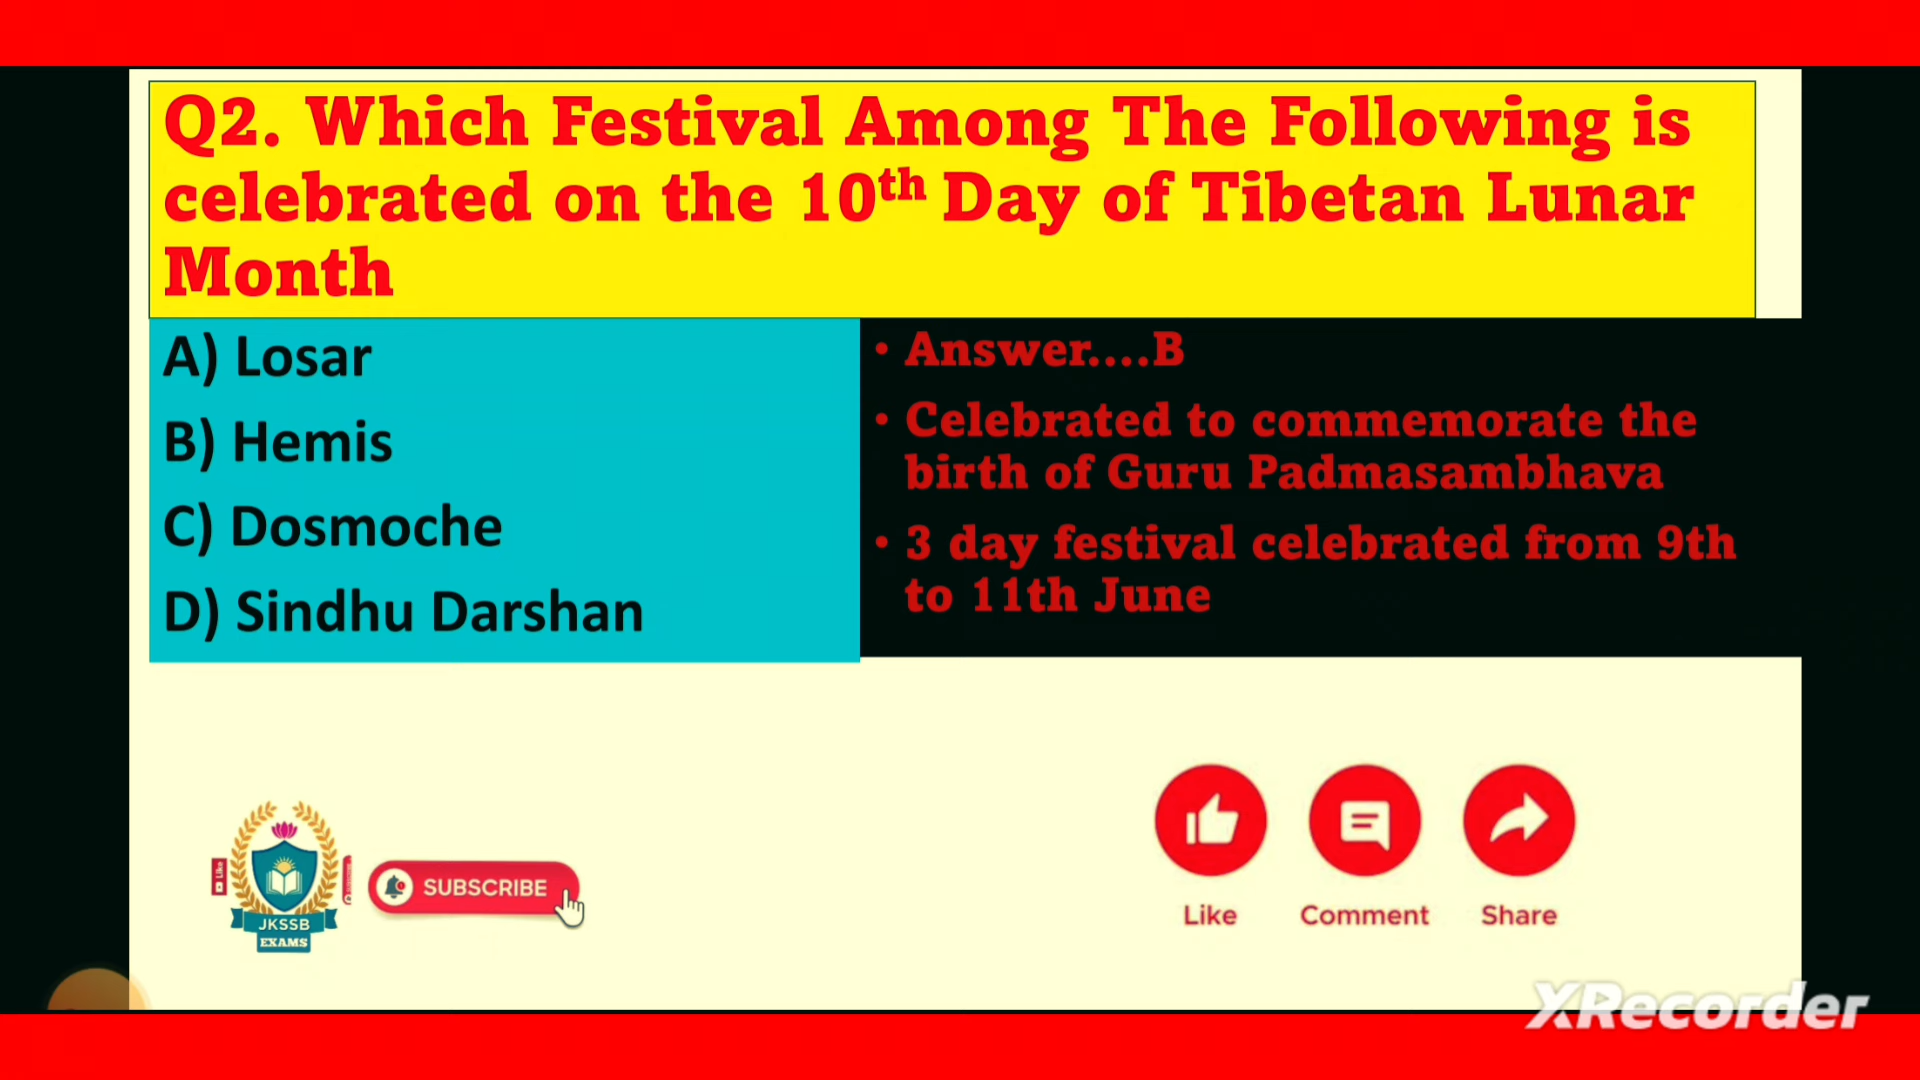 Q2. Which Festival Among The Following is
celebrated on the 10th Day of Tibetan Lunar
Month
A) Losar
B) Hemis
C) Dosmoche
D) Sindhu Darshan
• Answer....B
• Celebrated to commemorate the
birth of Guru Padmasambhava
• 3 day festival celebrated from 9th
to 11th June
Like
JKSSB
EXAMS
SUBSCRIBE
Like
Comment
Share
XRecorder